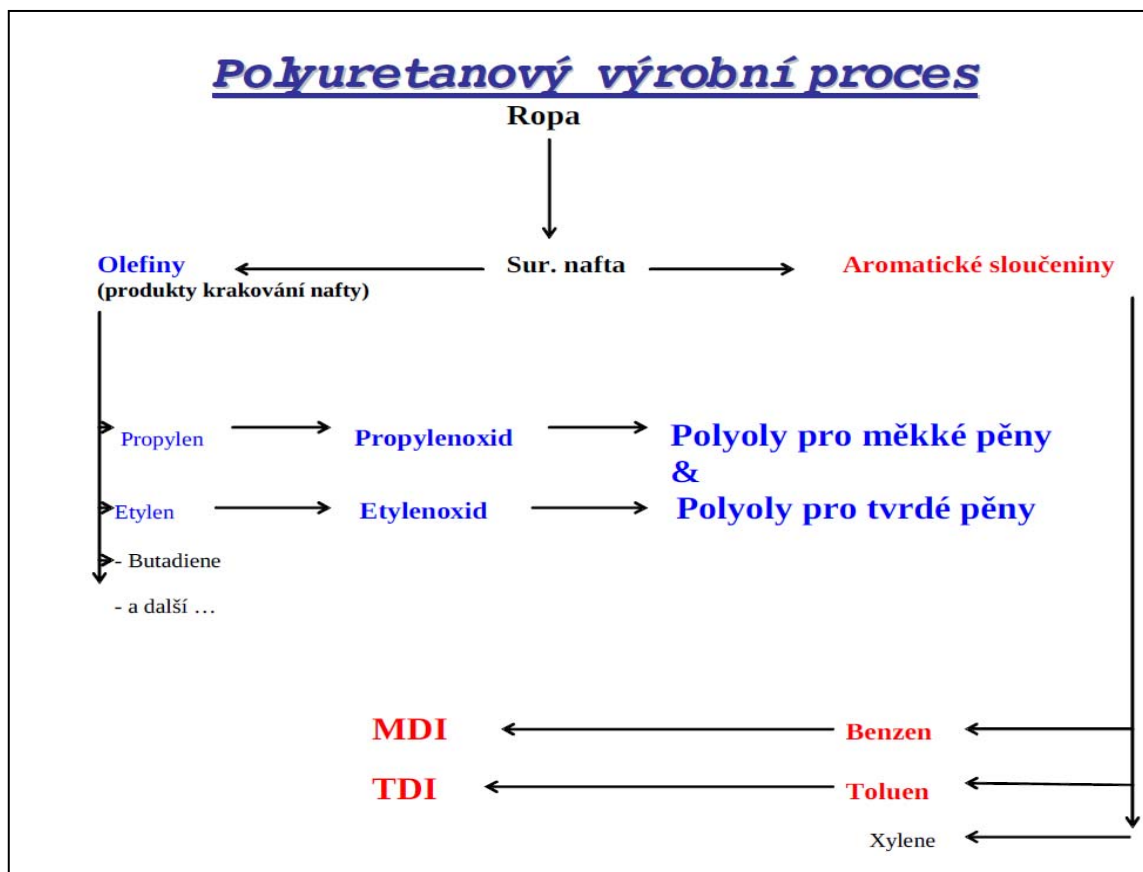 Polyuretanový výrobní proces
Ropa
Olefiny
(produkty krakování nafty)
Sur. nafta
Aromatické sloučeniny
Propylen
Propylenoxid
Polyoly pro měkké pěny
&
Etylen
Etylenoxid
Polyoly pro tvrdé pěny
- Butadiene
- a další …
MDI
Benzen
TDI
Toluen
Xylene